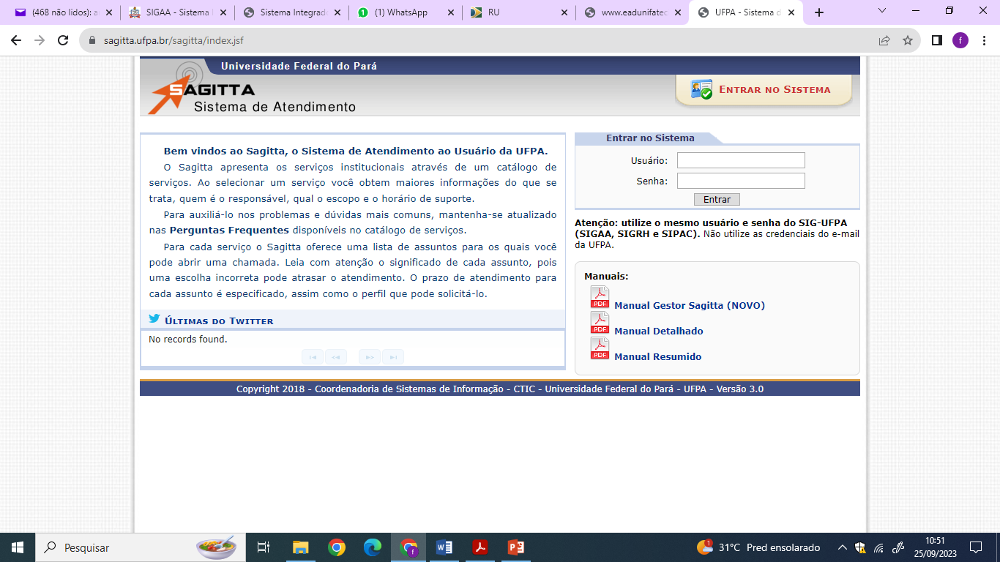 (468 não lidos): a
SIGAA - Sistema I
Sistema Integrad
(1) WhatsApp
RU
www.eadunifatec
UFPA - Sistema d
sagitta.ufpa.br/sagitta/index.jsf
f
Universidade Federal do Pará
SAGITTA
Sistema de Atendimento
Entrar no Sistema
Bem vindos ao Sagitta, o Sistema de Atendimento ao Usuário da UFPA.
O Sagitta apresenta os serviços institucionais através de um catálogo de
serviços. Ao selecionar um serviço você obtem maiores informações do que se
trata, quem é o responsável, qual o escopo e o horário de suporte.
Para auxiliá-lo nos problemas e dúvidas mais comuns, mantenha-se atualizado
nas Perguntas Frequentes disponíveis no catálogo de serviços.
Para cada serviço o Sagitta oferece uma lista de assuntos para os quais você
pode abrir uma chamada. Leia com atenção o significado de cada assunto, pois
uma escolha incorreta pode atrasar o atendimento. O prazo de atendimento para
cada assunto é especificado, assim como o perfil que pode solicitá-lo.
Últimas do Twitter
No records found.
Entrar no Sistema
Usuário:
Senha:
Entrar
Atenção: utilize o mesmo usuário e senha do SIG-UFPA
(SIGAA, SIGRH e SIPAC). Não utilize as credenciais do e-mail
da UFPA.
Manuais:
PDF Manual Gestor Sagitta (NOVO)
PDF Manual Detalhado
PDF Manual Resumido
Copyright 2018 - Coordenadoria de Sistemas de Informação - CTIC - Universidade Federal do Pará - UFPA - Versão 3.0
Pesquisar
1
31°C Pred ensolarado
10:51
25/09/2023